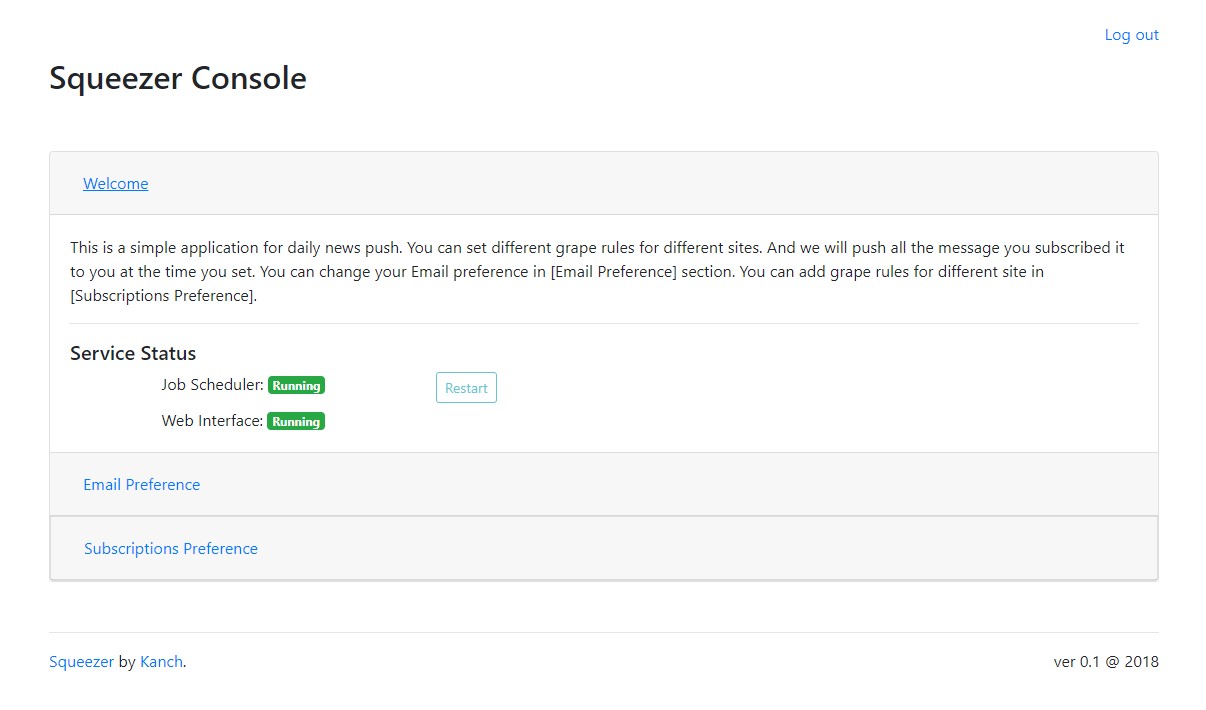 Log out
Squeezer Console
Welcome
This is a simple application for daily news push. You can set different grape rules for different sites. And we will push all the message you subscribed it
to you at the time you set. You can change your Email preference in [Email Preference] section. You can add grape rules for different site in
[Subscriptions Preference].
Service Status
Job Scheduler: Running Restart
Web Interface: Running
Email Preference
Subscriptions Preference
Squeezer by Kanch. ver 0.1 @ 2018